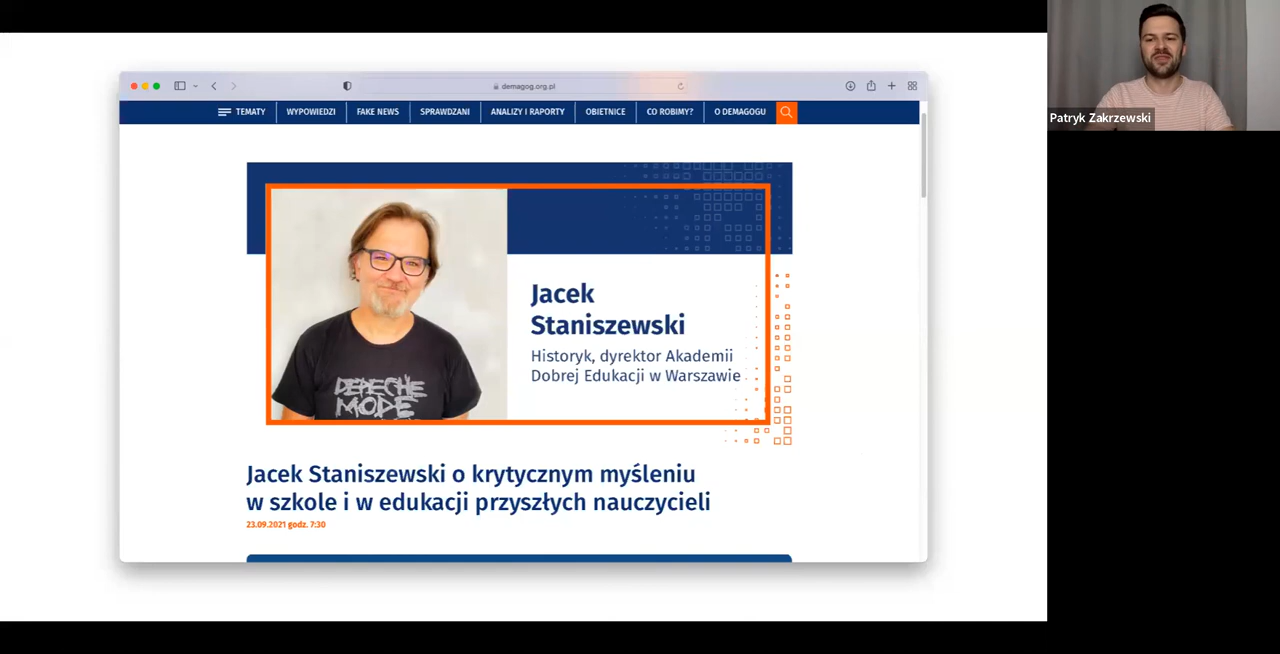 demagog.org.pl
TEMATY WYPOWIEDZI FAKE NEWS SPRAWDZANI ANALIZY I RAPORTY OBIETNICE CO ROBIMY? O DEMAGOGU
Patryk Zakrzewski
DEPECHE
MODE
Jacek
Staniszewski
Historyk, dyrektor Akademii
Dobrej Edukacji w Warszawie
Jacek Staniszewski o krytycznym myśleniu
w szkole i w edukacji przyszłych nauczycieli
23.09.2021 godz. 7:30